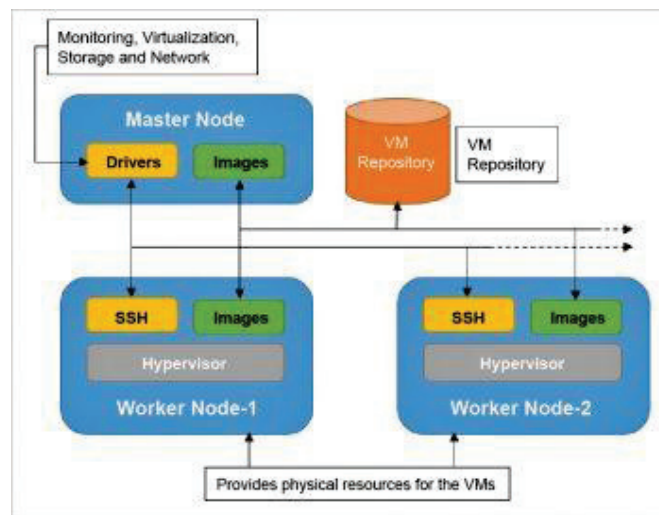 Monitoring, Virtualization,
Storage and Network
Master Node
Drivers
Images
VM
Repository
VM
Repository
SSH
Images
Hypervisor
Worker Node-1
SSH
Images
Hypervisor
Worker Node-2
Provides physical resources for the VMs